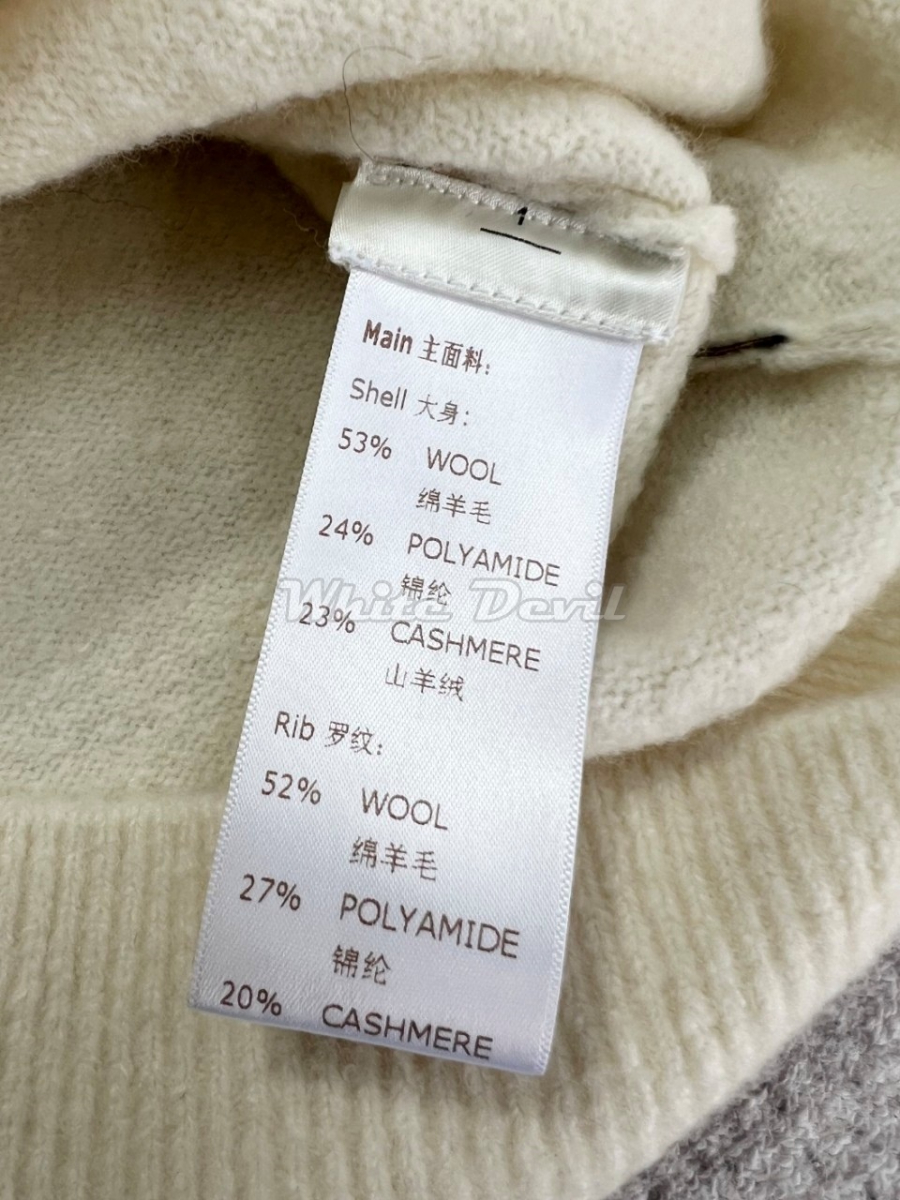 1
Main 主面料:
Shell 大身:
53% WOOL
绵羊毛
24% POLYAMIDE
锦纶
White Devil
23% CASHMERE
山羊绒
Rib 罗纹:
52% WOOL
绵羊毛
27% POLYAMIDE
锦纶
20% CASHMERE